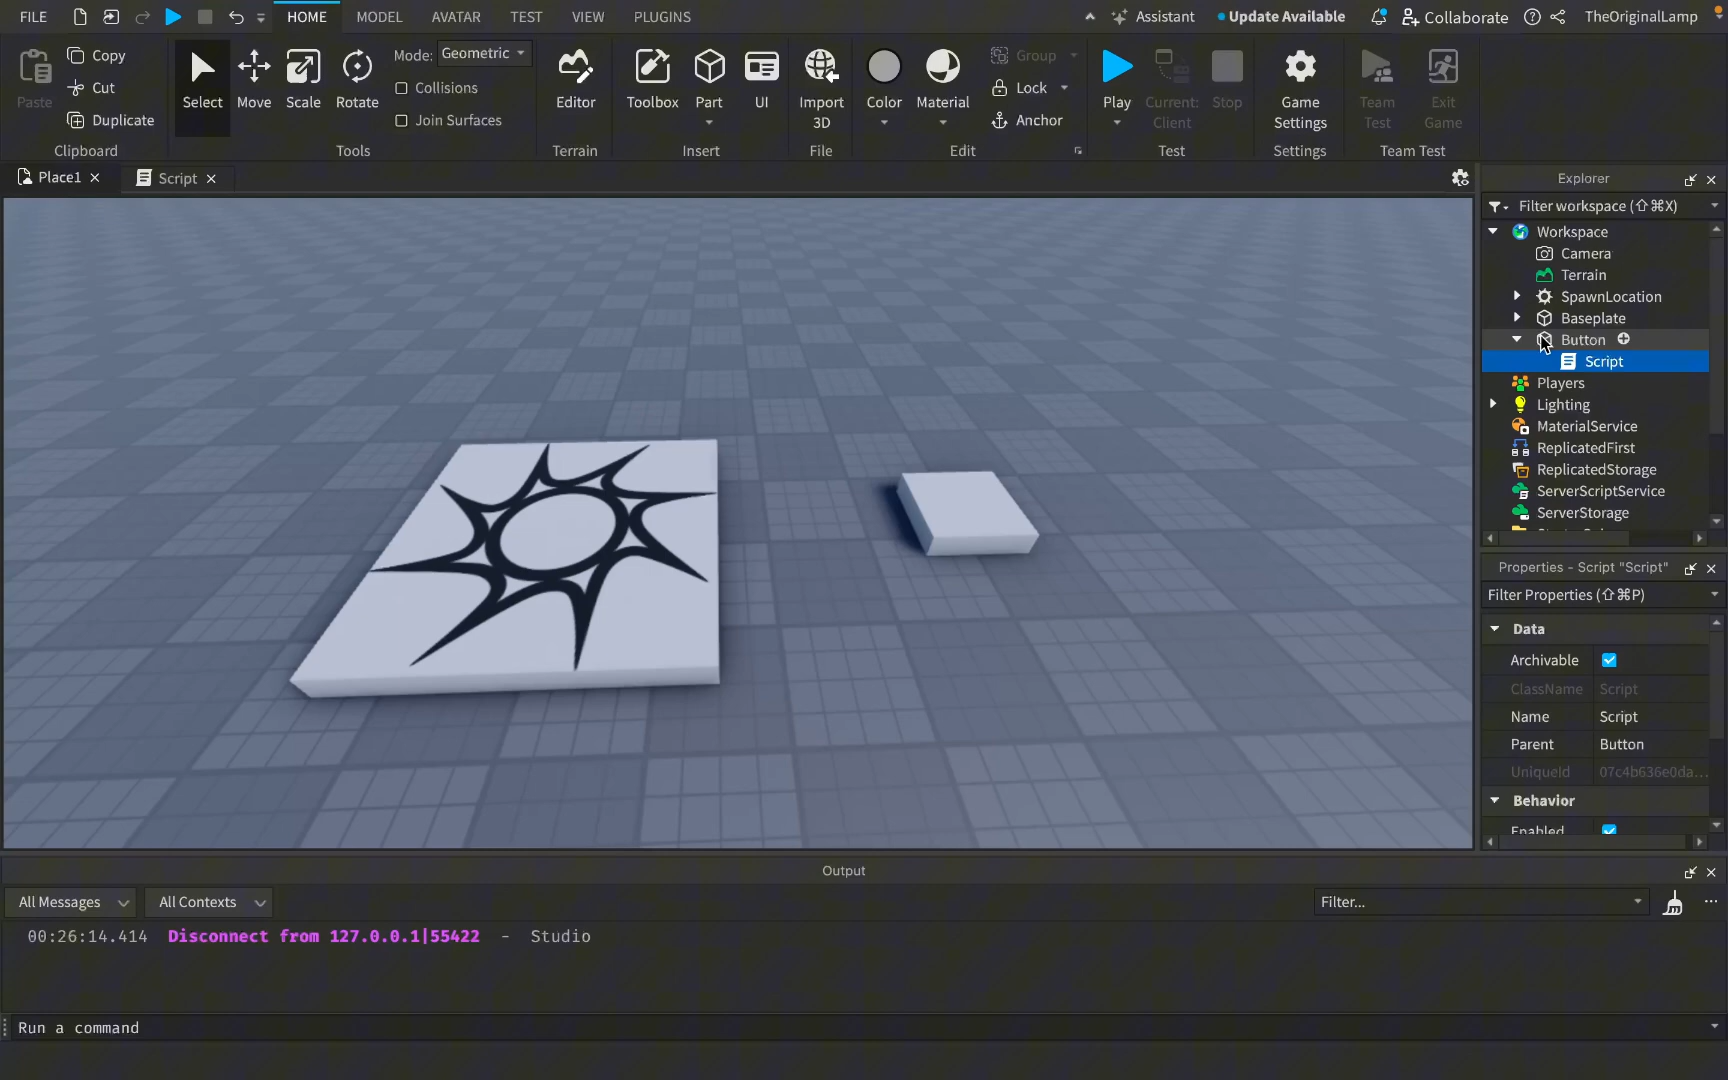 FILE HOME MODEL AVATAR TEST VIEW PLUGINS Assistant Update Available Collaborate TheOriginalLamp
Paste Copy Cut Duplicate
Clipboard
Select Move Scale Rotate
Mode: Geometric
Collisions
Join Surfaces
Tools
Editor
Terrain
Toolbox Part UI
Insert
Import 3D
File
Color Material
Group
Lock
Anchor
Edit
Play Current: Client Stop
Test
Game Settings
Settings
Team Test Exit Game
Team Test
Place1 Script
Explorer
Filter workspace (⇧⌘X)
Workspace
Camera
Terrain
SpawnLocation
Baseplate
Button
Script
Players
Lighting
MaterialService
ReplicatedFirst
ReplicatedStorage
ServerScriptService
ServerStorage
Properties - Script "Script"
Filter Properties (⇧⌘P)
Data
Archivable
ClassName Script
Name Script
Parent Button
UniqueId 07c4b636e0da...
Behavior
Enabled
Output
All Messages All Contexts Filter...
00:26:14.414 Disconnect from 127.0.0.1|55422 - Studio
Run a command